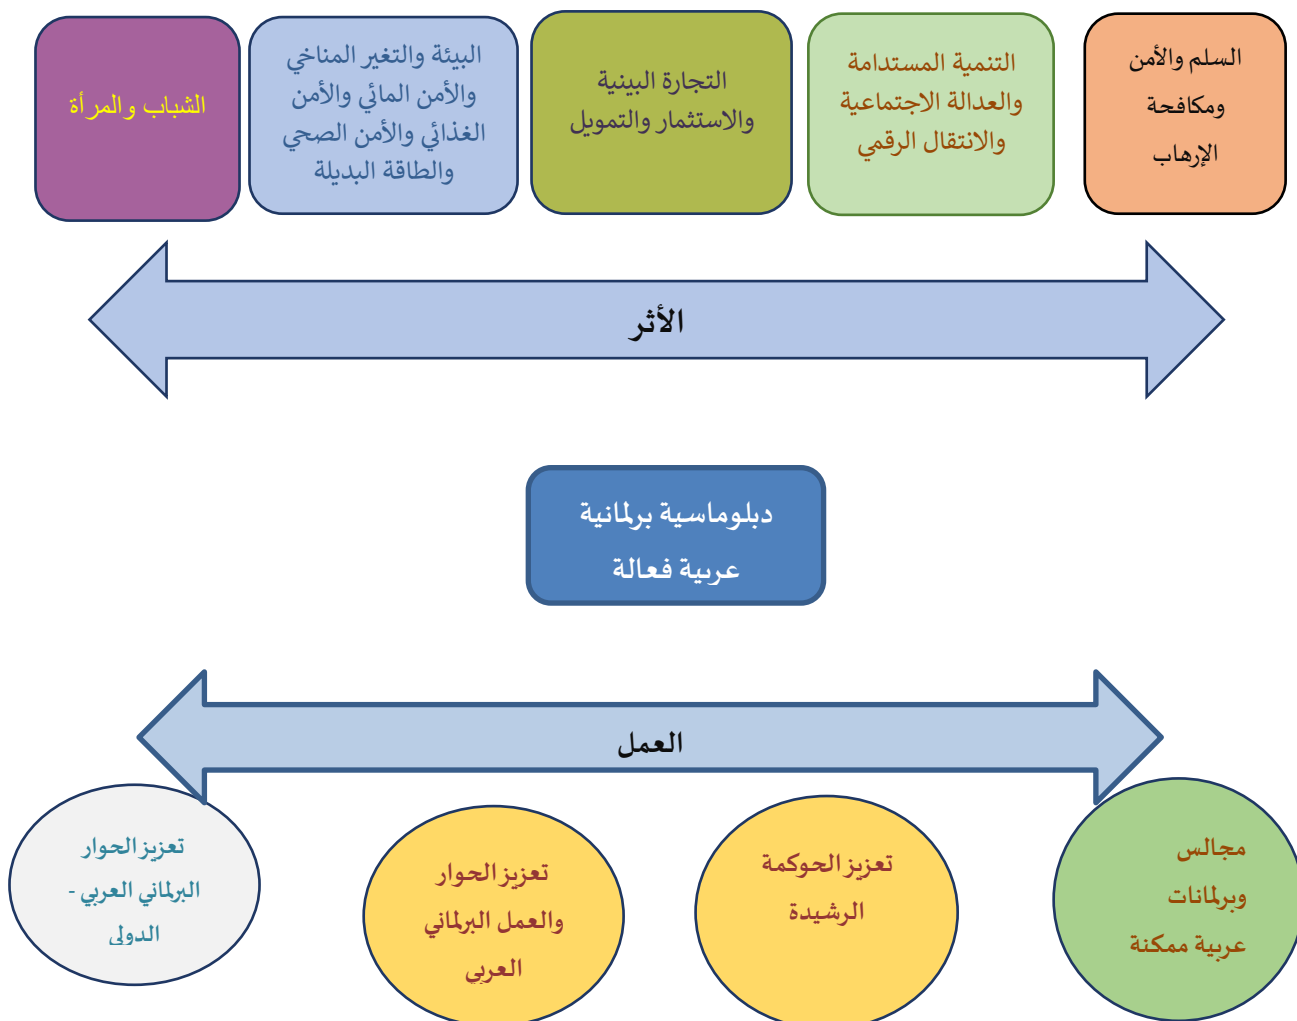 السلم والأمن
ومكافحة
الإرهاب
التنمية المستدامة
والعدالة الاجتماعية
والانتقال الرقمي
التجارة البينية
والاستثمار والتمويل
البيئة والتغير المناخي
والأمن المائي والأمن
الغذائي والأمن الصحي
والطاقة البديلة
الشباب والمرأة
الأثر
دبلوماسية برلمانية
عربية فعالة
العمل
مجالس
وبرلمانات
عربية ممكنة
تعزيز الحوكمة
الرشيدة
تعزيز الحوار
والعمل البرلماني
العربي
تعزيز الحوار
البرلماني العربي -
الدولي